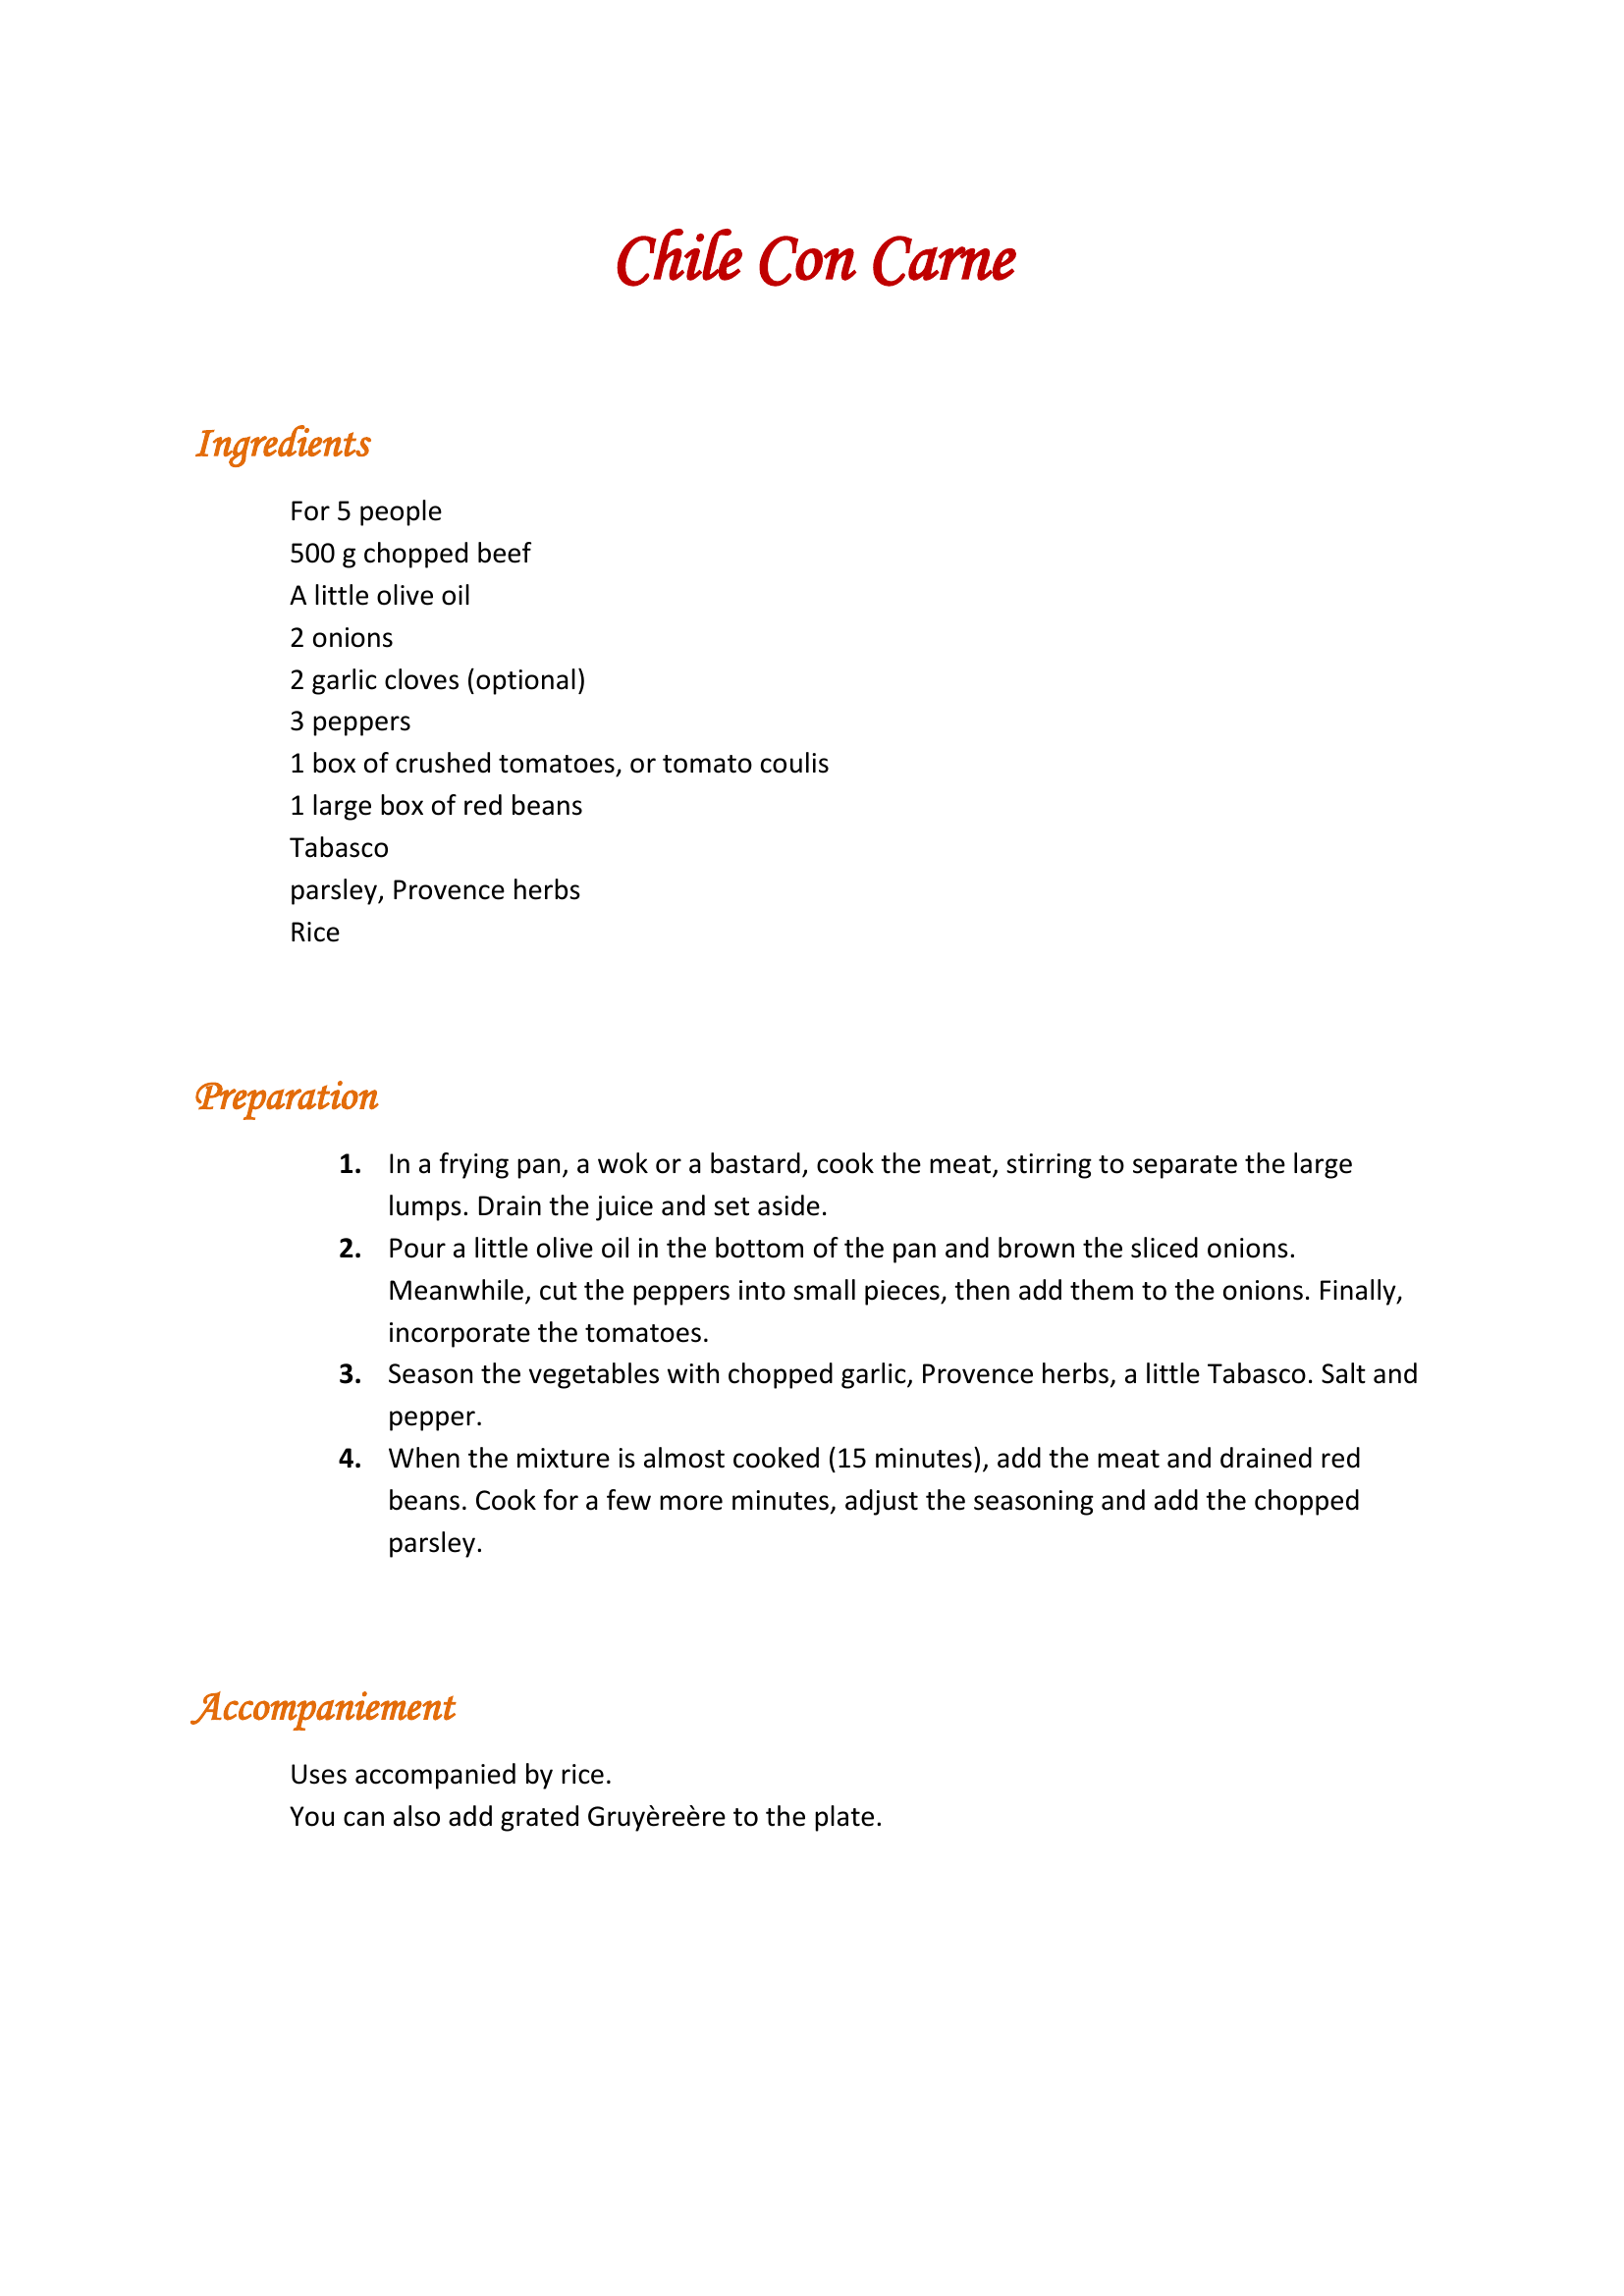 Chile Con Carne
Ingredients
For 5 people
500 g chopped beef
A little olive oil
2 onions
2 garlic cloves (optional)
3 peppers
1 box of crushed tomatoes, or tomato coulis
1 large box of red beans
Tabasco
parsley, Provence herbs
Rice
Preparation
1. In a frying pan, a wok or a bastard, cook the meat, stirring to separate the large
lumps. Drain the juice and set aside.
2. Pour a little olive oil in the bottom of the pan and brown the sliced onions.
Meanwhile, cut the peppers into small pieces, then add them to the onions. Finally,
incorporate the tomatoes.
3. Season the vegetables with chopped garlic, Provence herbs, a little Tabasco. Salt and
pepper.
4. When the mixture is almost cooked (15 minutes), add the meat and drained red
beans. Cook for a few more minutes, adjust the seasoning and add the chopped
parsley.
Accompaniement
Uses accompanied by rice.
You can also add grated Gruyèreère to the plate.